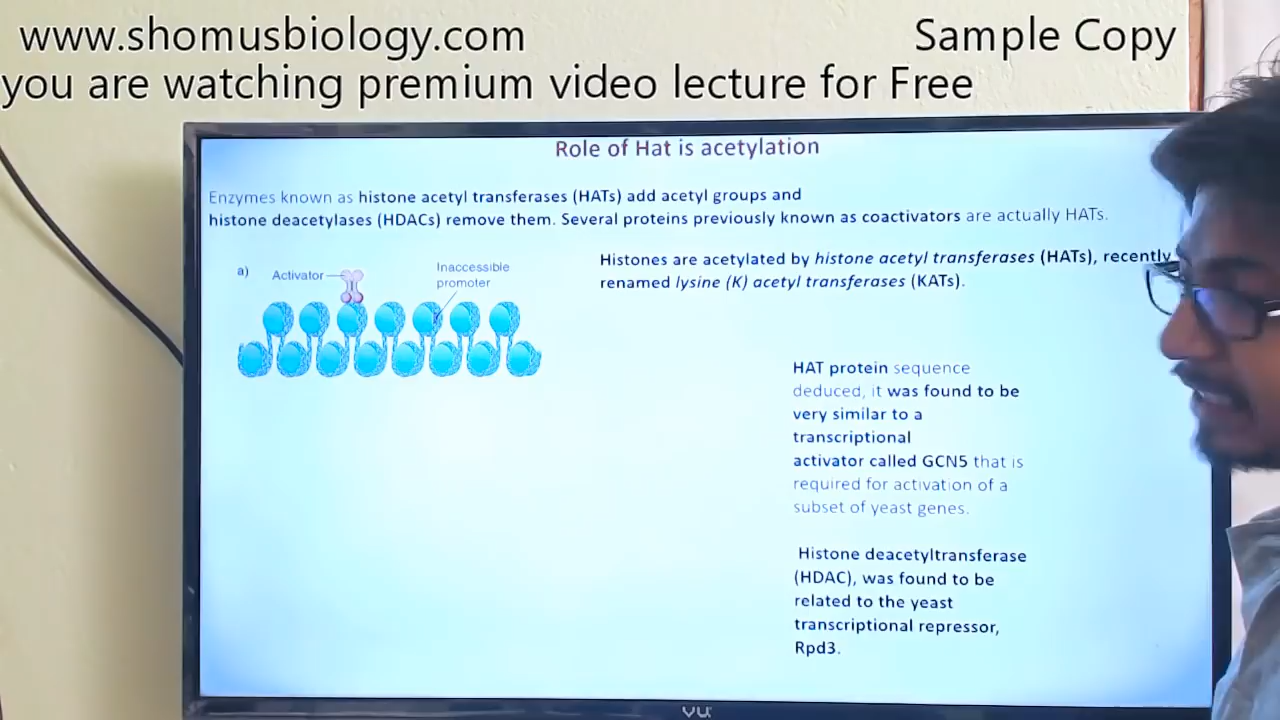 www.shomusbiology.com
Sample Copy
you are watching premium video lecture for Free
Role of Hat is acetylation
Enzymes known as histone acetyl transferases (HATs) add acetyl groups and
histone deacetylases (HDACs) remove them. Several proteins previously known as coactivators are actually HATs.
a)
Activator
Inaccessible
promoter
Histones are acetylated by histone acetyl transferases (HATs), recently
renamed lysine (K) acetyl transferases (KATs).
HAT protein sequence
deduced, it was found to be
very similar to a
transcriptional
activator called GCN5 that is
required for activation of a
subset of yeast genes.
Histone deacetyltransferase
(HDAC), was found to be
related to the yeast
transcriptional repressor,
Rpd3.
VU